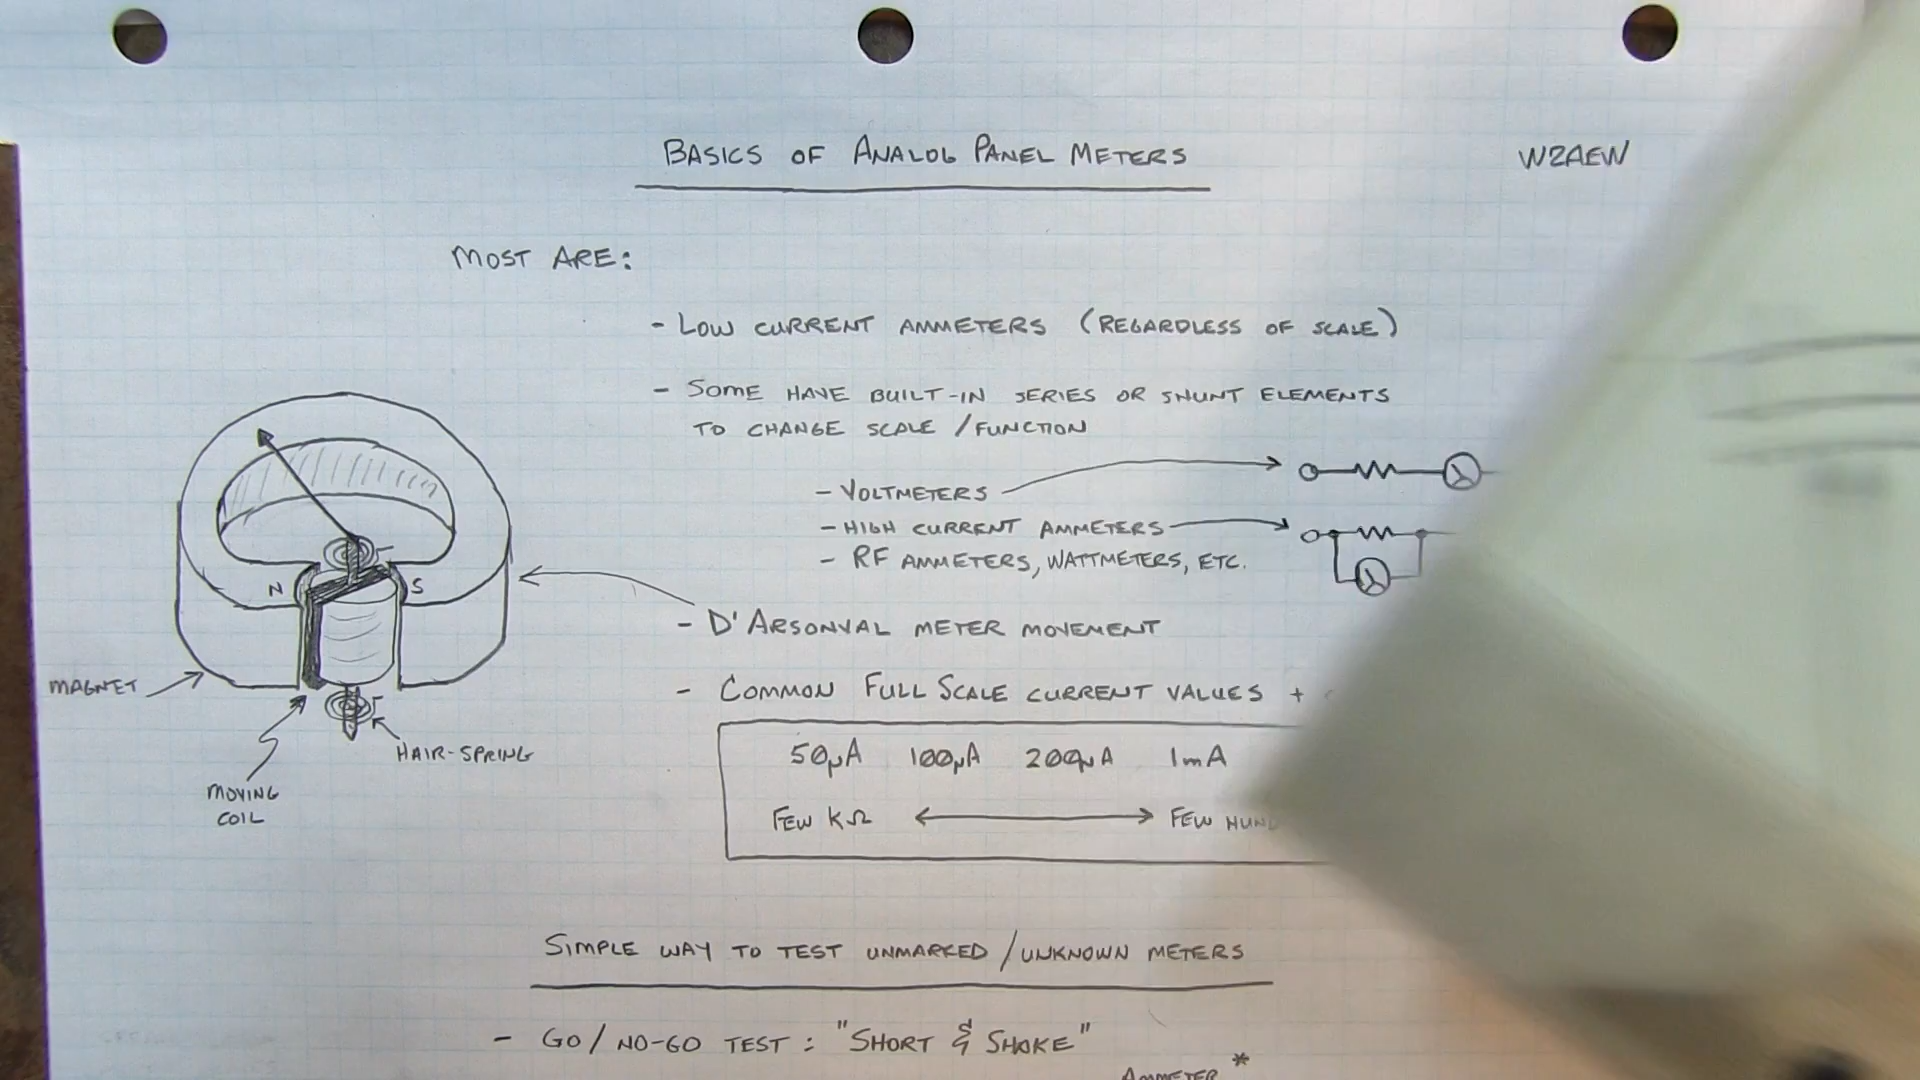 BASICS OF ANALOG PANEL METERS
W2AEW
MOST ARE:
- LOW CURRENT AMMETERS (REGARDLESS OF SCALE)
- SOME HAVE BUILT-IN SERIES OR SHUNT ELEMENTS
TO CHANGE SCALE / FUNCTION
- VOLTMETERS
- HIGH CURRENT AMMETERS
- RF AMMETERS, WATTMETERS, ETC.
N
S
- D'ARSONVAL METER MOVEMENT
MAGNET
- COMMON FULL SCALE CURRENT VALUES +
HAIR-SPRING
MOVING
COIL
50µA 100µA 200µA 1mA
FEW KΩ FEW
SIMPLE WAY TO TEST UNMARKED / UNKNOWN METERS
- GO / NO-GO TEST : "SHORT & SHAKE"
AMMETER *